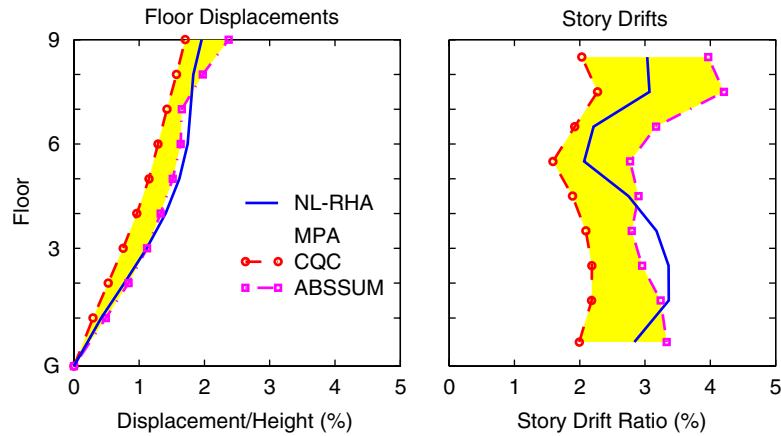 Floor Displacements
Story Drifts
9
6
3
G
Floor
NL-RHA
MPA
CQC
ABSSUM
0 1 2 3 4 5
Displacement/Height (%)
0 1 2 3 4 5
Story Drift Ratio (%)